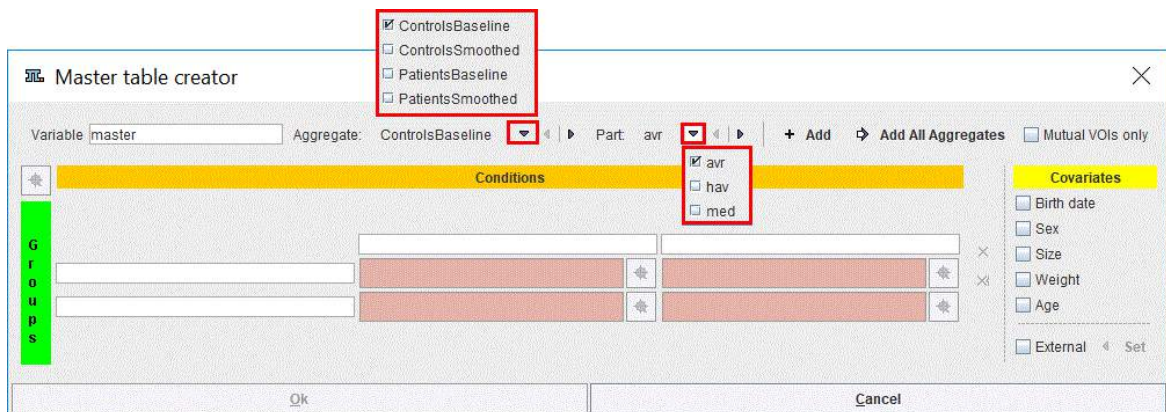 ControlsBaseline
ControlsSmoothed
PatientsBaseline
PatientsSmoothed
Master table creator
Variable master Aggregate: ControlsBaseline Part: avr + Add Add All Aggregates Mutual VOIs only
avr
hav
med
Conditions
Covariates
Groups
Birth date
Sex
Size
Weight
Age
External Set
Ok
Cancel